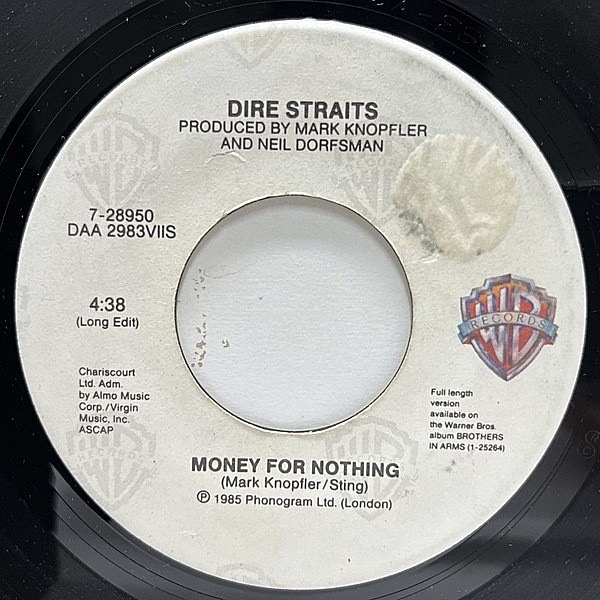 DIRE STRAITS
PRODUCED BY MARK KNOPFLER
AND NEIL DORFSMAN
7-28950
DAA 2983VIIS
4:38
(Long Edit)
Chariscourt
Ltd. Adm.
by Almo Music
Corp./Virgin
Music, Inc.
ASCAP
WB
RECORDS
Full length
version
available on
the Warner Bros.
album BROTHERS
IN ARMS (1-25264)
MONEY FOR NOTHING
(Mark Knopfler/Sting)
Ⓟ 1985 Phonogram Ltd. (London)